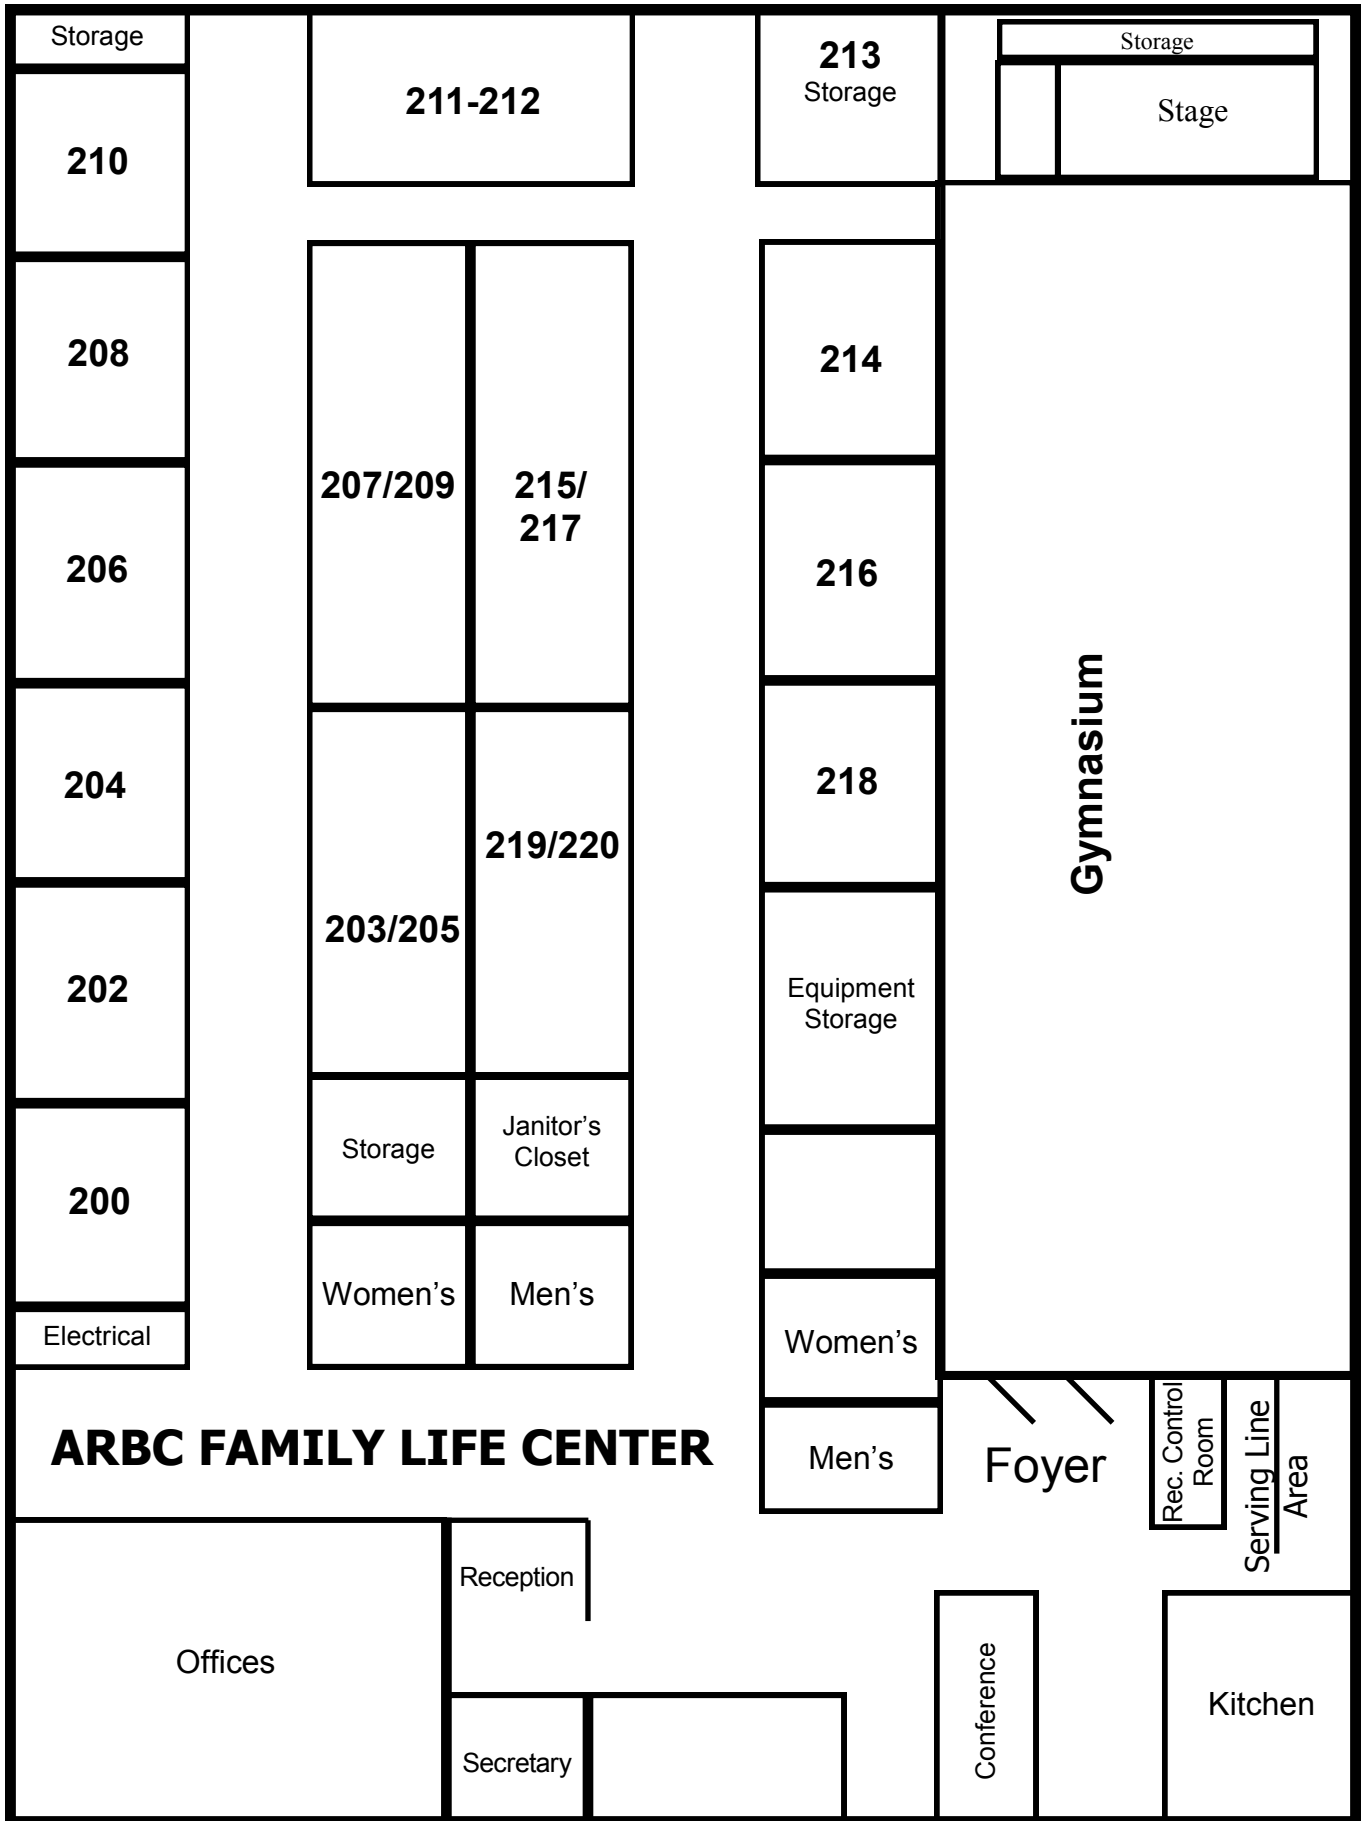 Storage
211-212
213
Storage
Storage
Stage
210
208
214
207/209
215/
217
206
216
204
218
Gymnasium
219/220
203/205
202
Equipment
Storage
Storage
Janitor’s
Closet
200
Women’s
Men’s
Electrical
Women’s
ARBC FAMILY LIFE CENTER
Men’s
Foyer
Rec. Control
Room
Serving Line
Area
Reception
Offices
Conference
Kitchen
Secretary